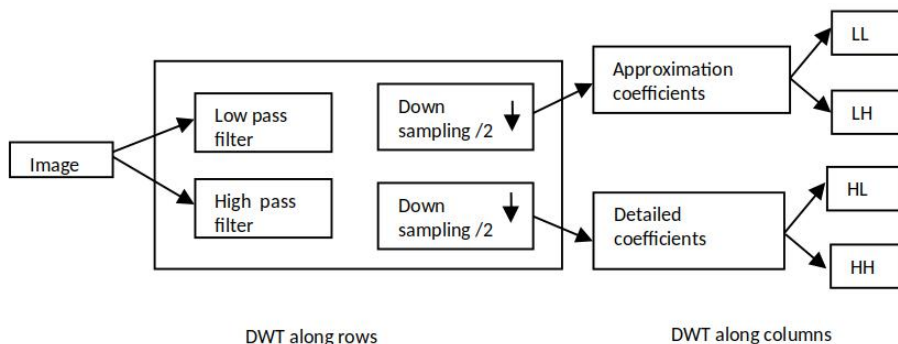 Image
Low pass
filter
High pass
filter
Down
sampling /2
Down
sampling /2
Approximation
coefficients
Detailed
coefficients
LL
LH
HL
HH
DWT along rows
DWT along columns